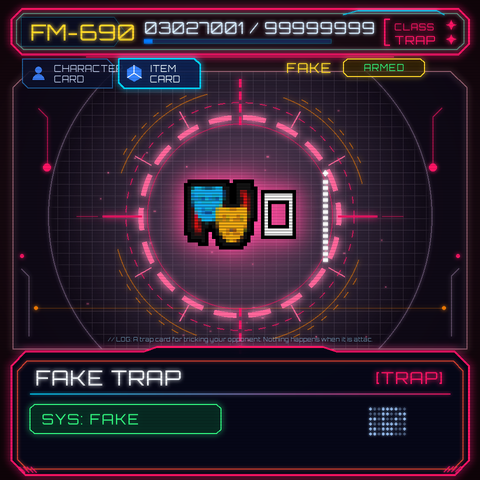 FM-690
03027001 / 99999999
CLASS
TRAP
CHARACTER
CARD
ITEM
CARD
FAKE
ARMED
// LOG: A trap card for tricking your opponent. Nothing happens when it is attac
FAKE TRAP
[TRAP]
SYS: FAKE